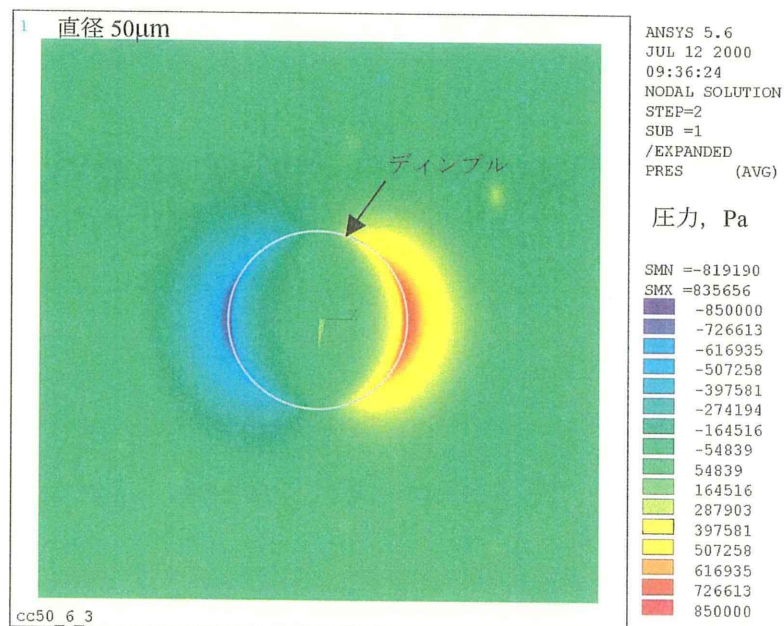 1
直径 50μm
ディンプル
cc50_6_3
ANSYS 5.6
JUL 12 2000
09:36:24
NODAL SOLUTION
STEP=2
SUB =1
/EXPANDED
PRES (AVG)
圧力, Pa
SMN =-819190
SMX =835656
-850000
-726613
-616935
-507258
-397581
-274194
-164516
-54839
54839
164516
287903
397581
507258
616935
726613
850000